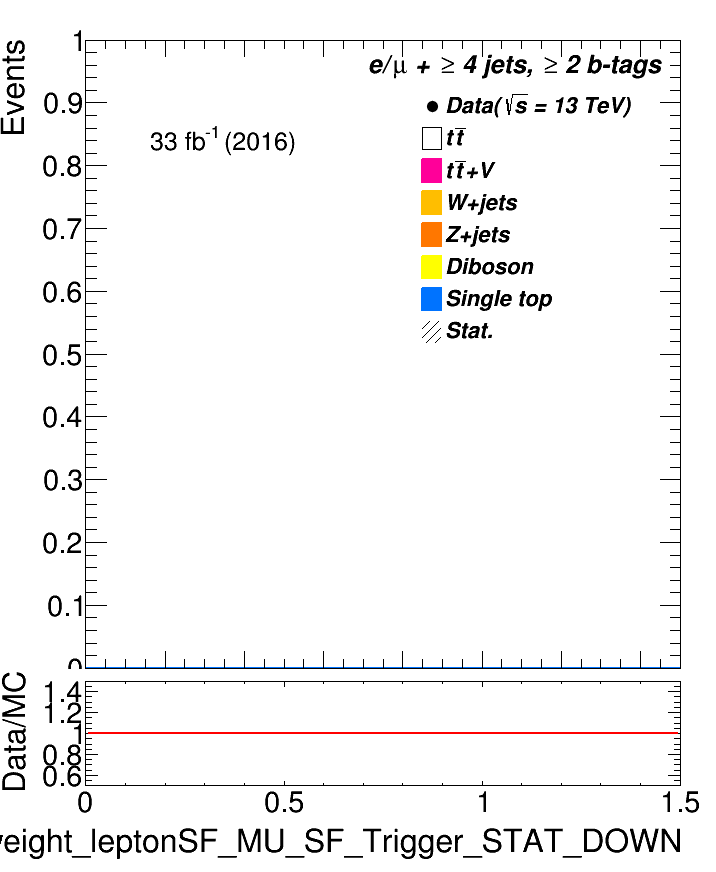 Events
1
0.9
0.8
0.7
0.6
0.5
0.4
0.3
0.2
0.1
0
e/μ + ≥ 4 jets, ≥ 2 b-tags
33 fb⁻¹ (2016)
Data(√s = 13 TeV)
tt̅
tt̅+V
W+jets
Z+jets
Diboson
Single top
Stat.
Data/MC
1.4
1.2
1
0.8
0.6
0
0.5
1
1.5
eight_leptonSF_MU_SF_Trigger_STAT_DOWN